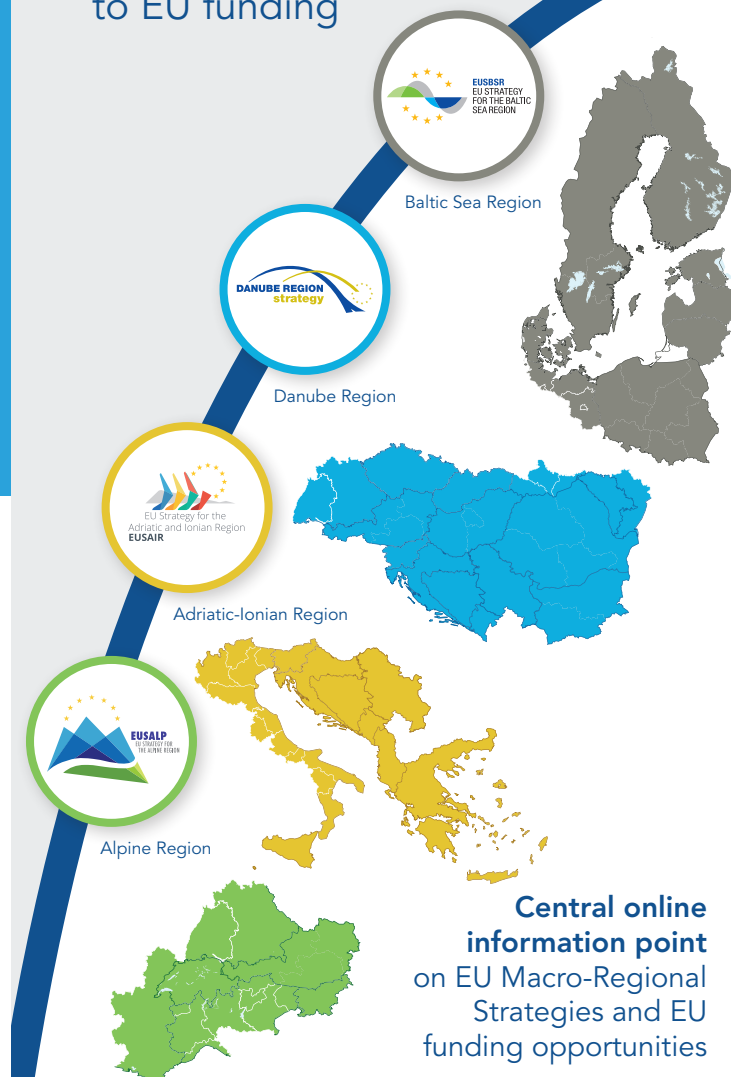 to EU funding
EUSBSR
EU STRATEGY
FOR THE BALTIC
SEA REGION
Baltic Sea Region
DANUBE REGION
strategy
Danube Region
EU Strategy for the
Adriatic and Ionian Region
EUSAIR
Adriatic-Ionian Region
EUSALP
EU STRATEGY FOR
THE ALPINE REGION
Alpine Region
Central online
information point
on EU Macro-Regional
Strategies and EU
funding opportunities